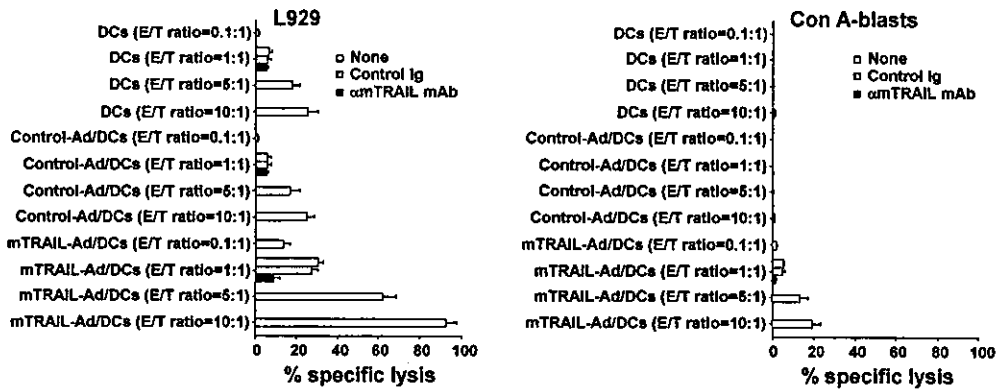 L929
DCs (E/T ratio=0.1:1)
DCs (E/T ratio=1:1)
DCs (E/T ratio=5:1)
DCs (E/T ratio=10:1)
Control-Ad/DCs (E/T ratio=0.1:1)
Control-Ad/DCs (E/T ratio=1:1)
Control-Ad/DCs (E/T ratio=5:1)
Control-Ad/DCs (E/T ratio=10:1)
mTRAIL-Ad/DCs (E/T ratio=0.1:1)
mTRAIL-Ad/DCs (E/T ratio=1:1)
mTRAIL-Ad/DCs (E/T ratio=5:1)
mTRAIL-Ad/DCs (E/T ratio=10:1)
None
Control Ig
αmTRAIL mAb
0 20 40 60 80 100
% specific lysis
Con A-blasts
DCs (E/T ratio=0.1:1)
DCs (E/T ratio=1:1)
DCs (E/T ratio=5:1)
DCs (E/T ratio=10:1)
Control-Ad/DCs (E/T ratio=0.1:1)
Control-Ad/DCs (E/T ratio=1:1)
Control-Ad/DCs (E/T ratio=5:1)
Control-Ad/DCs (E/T ratio=10:1)
mTRAIL-Ad/DCs (E/T ratio=0.1:1)
mTRAIL-Ad/DCs (E/T ratio=1:1)
mTRAIL-Ad/DCs (E/T ratio=5:1)
mTRAIL-Ad/DCs (E/T ratio=10:1)
None
Control Ig
αmTRAIL mAb
0 20 40 60 80 100
% specific lysis